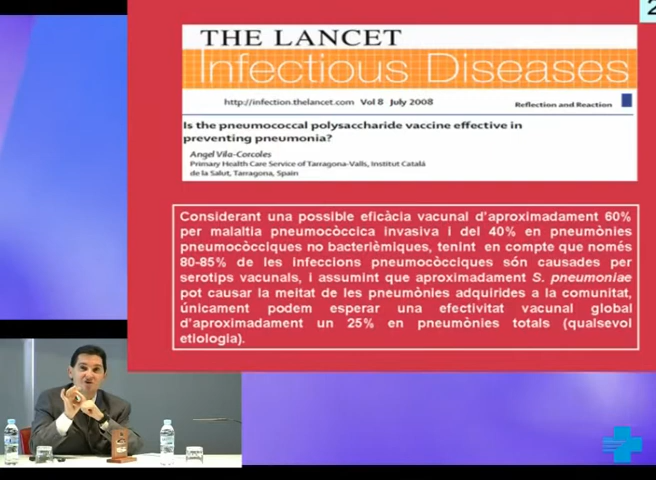 2
THE LANCET
Infectious Diseases
http://infection.thelancet.com Vol 8 July 2008
Reflection and Reaction
Is the pneumococcal polysaccharide vaccine effective in
preventing pneumonia?
Angel Vila-Corcoles
Primary Health Care Service of Tarragona-Valls, Institut Catalá
de la Salut, Tarragona, Spain
Considerant una possible eficàcia vacunal d'aproximadament 60%
per malaltia pneumocòccica invasiva i del 40% en pneumònies
pneumocòcciques no bacterièmiques, tenint en compte que només
80-85% de les infeccions pneumocòcciques són causades per
serotips vacunals, i assumint que aproximadament S. pneumoniae
pot causar la meitat de les pneumònies adquirides a la comunitat,
únicament podem esperar una efectivitat vacunal global
d'aproximadament un 25% en pneumònies totals (qualsevol
etiologia).